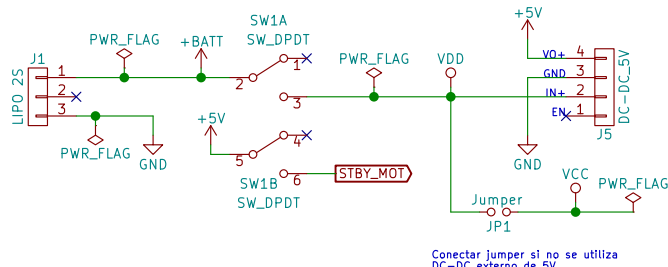 SW1A
SW_DPDT
+5V
PWR_FLAG
+BATT
J1
LIPO 2S
1
2
3
2
1
3
PWR_FLAG
VDD
VO+
GND
IN+
EN
4
3
2
1
DC-DC_5V
J5
PWR_FLAG
GND
+5V
5
4
6
STBY_MOT
SW1B
SW_DPDT
GND
VCC
PWR_FLAG
Jumper
JP1
Conectar jumper si no se utiliza
DC-DC externo de 5V